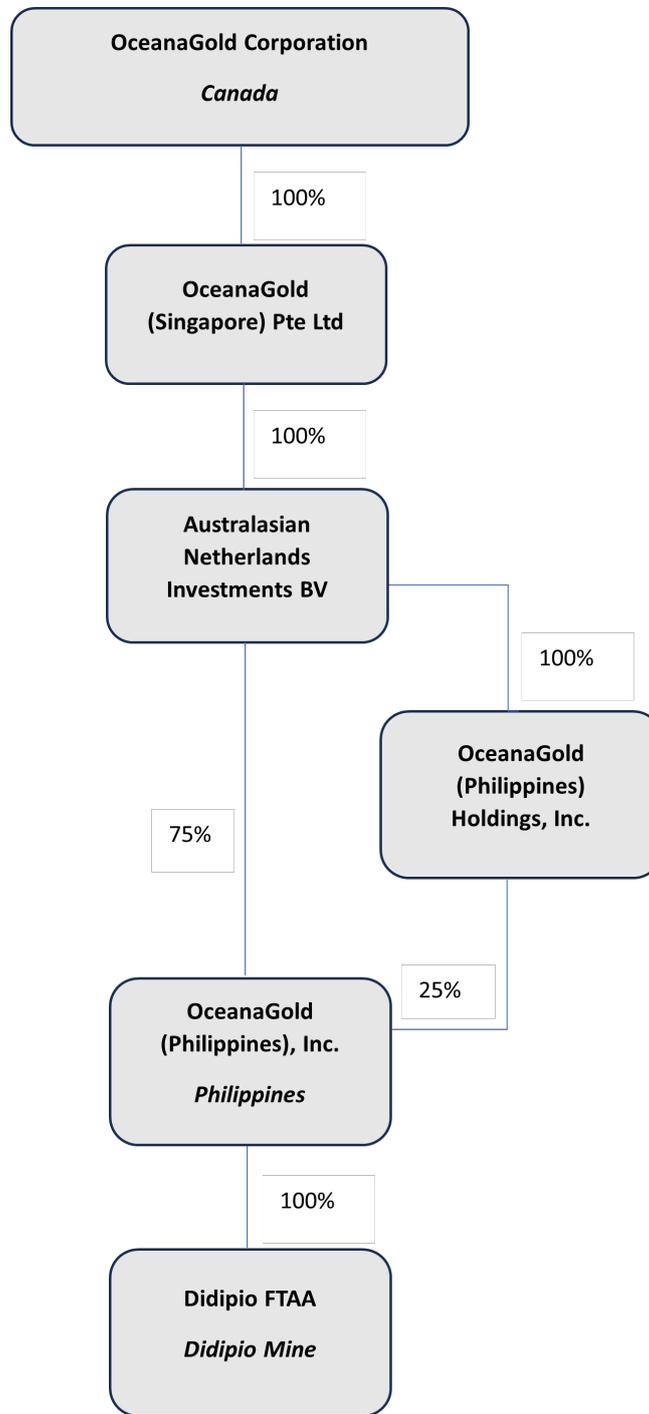 OceanaGold Corporation
Canada
100%
OceanaGold
(Singapore) Pte Ltd
100%
Australasian
Netherlands
Investments BV
100%
OceanaGold
(Philippines)
Holdings, Inc.
75%
25%
OceanaGold
(Philippines), Inc.
Philippines
100%
Didipio FTAA
Didipio Mine